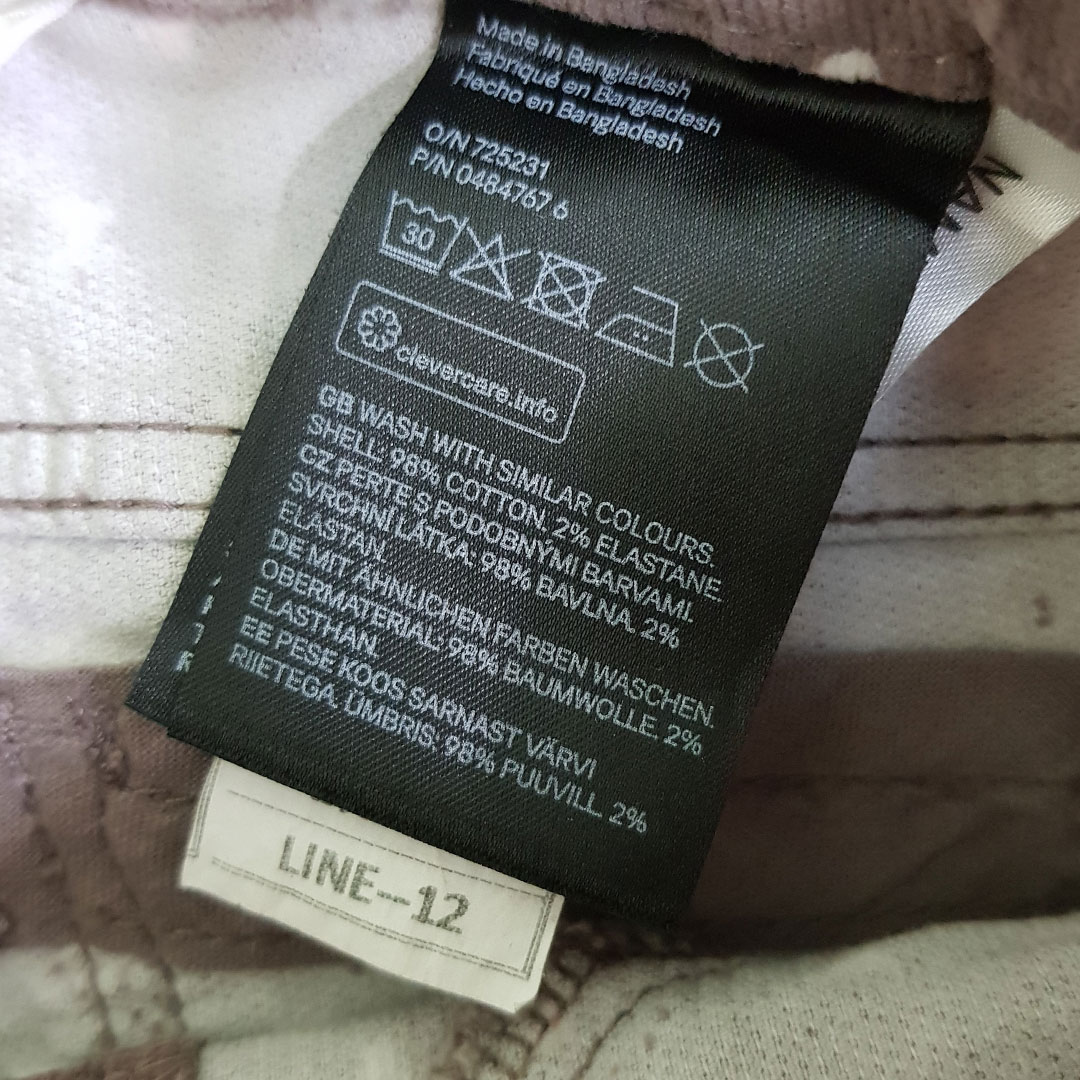 Made in Bangladesh
Fabriqué en Bangladesh
Hecho en Bangladesh
O/N 725231
P/N 0484767 6
30
clevercare.info
GB WASH WITH SIMILAR COLOURS.
SHELL: 98% COTTON. 2% ELASTANE.
CZ PERTE S PODOBNYMI BARVAMI.
SVRCHNI LÁTKA: 98% BAVLNA. 2%
ELASTAN.
DE MIT ÄHNLICHEN FARBEN WASCHEN.
OBERMATERIAL: 98% BAUMWOLLE. 2%
ELASTHAN.
EE PESE KOOS SARNAST VÄRVI
RIIETEGA. ÜMBRIS: 98% PUUVILL. 2%
LINE--12